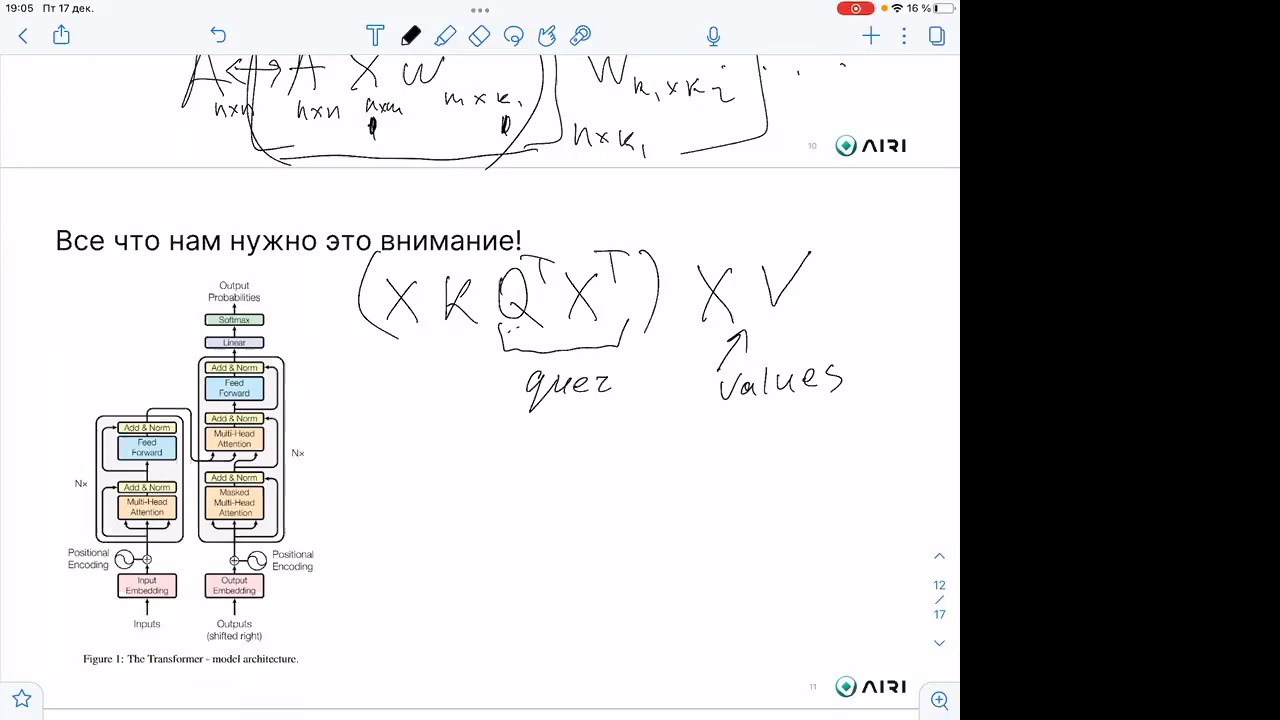 19:05 Пт 17 дек.
16 %
A ↔ A X W
n×n n×n n×m m×k₁
W k₁×k₂
n×k₁
10
AIRI
Все что нам нужно это внимание!
(X K Qᵀ Xᵀ) X V
quer
values
Output
Probabilities
Softmax
Linear
Add & Norm
Feed
Forward
Add & Norm
Multi-Head
Attention
Add & Norm
Masked
Multi-Head
Attention
N×
Add & Norm
Feed
Forward
Add & Norm
Multi-Head
Attention
N×
Positional
Encoding
Positional
Encoding
Input
Embedding
Output
Embedding
Inputs
Outputs
(shifted right)
Figure 1: The Transformer - model architecture.
12
/
17
11
AIRI